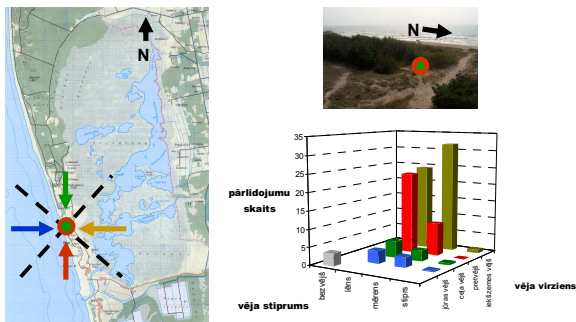 N
N
35
30
25
20
15
10
5
0
pārlidojumu
skaits
bezvējš
lēns
mērens
stiprs
vēja stiprums
jūras vējš
ceļa vējš
pretvējš
iekšzemes vējš
vēja virziens